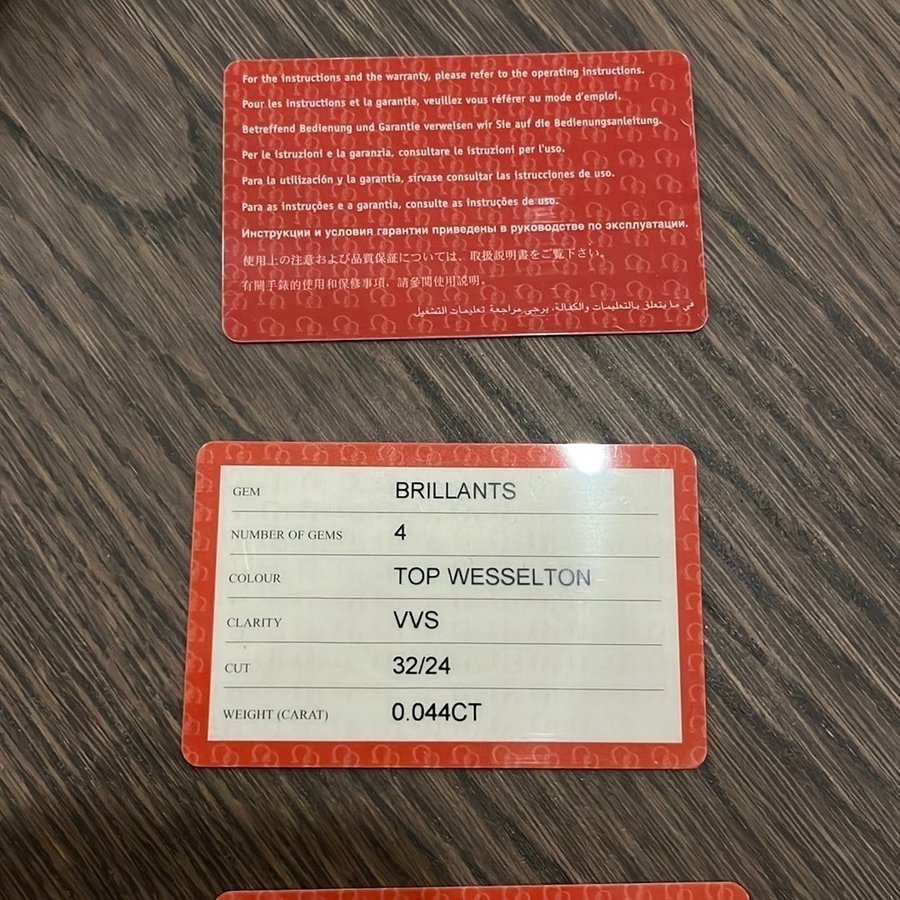 For the instructions and the warranty, please refer to the operating instructions.
Pour les instructions et la garantie, veuillez vous référer au mode d'emploi.
Betreffend Bedienung und Garantie verweisen wir Sie auf die Bedienungsanleitung.
Per le istruzioni e la garanzia, consultare le istruzioni per l'uso.
Para la utilización y la garantía, sírvase consultar las istrucciones de uso.
Para as instruções e a garantia, consulte as instruções de uso.
Инструкции и условия гарантии приведены в руководстве по эксплуатации.
使用上の注意および品質保証については、取扱説明書をご覧下さい。
有關手錶的使用和保修事項，請參閱使用説明。
في ما يتعلق بالتعليمات والكفالة، يرجى مراجعة تعليمات التشغيل
GEM BRILLANTS
NUMBER OF GEMS 4
COLOUR TOP WESSELTON
CLARITY VVS
CUT 32/24
WEIGHT (CARAT) 0.044CT